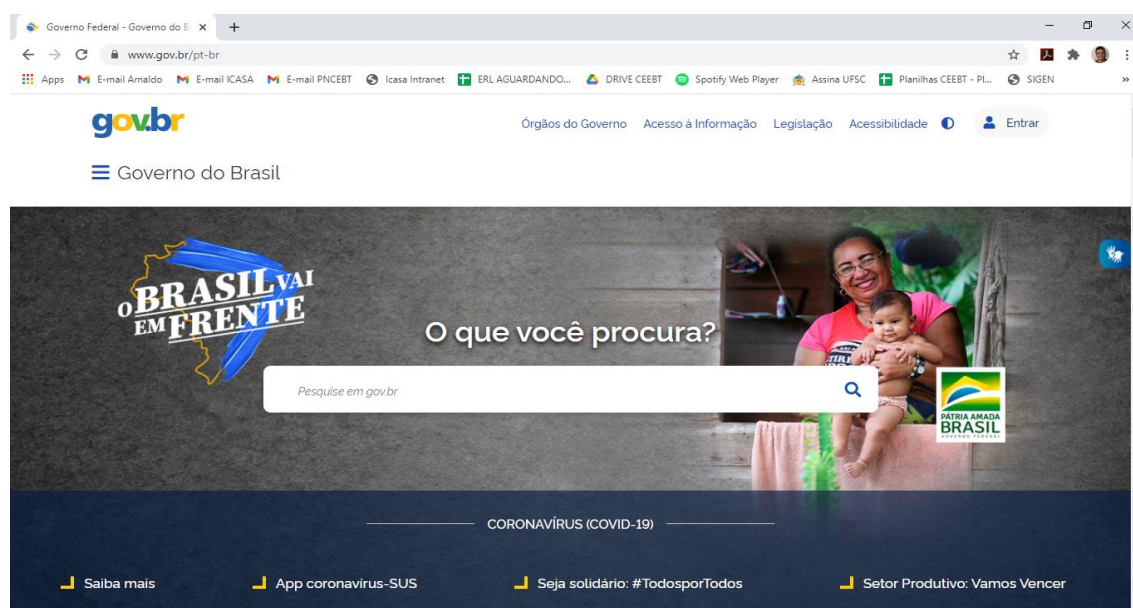 Governo Federal - Governo do B
www.gov.br/pt-br
Apps E-mail Arnaldo E-mail ICASA E-mail PNCEBT Icasa Intranet ERL AGUARDANDO... DRIVE CEEBT Spotify Web Player Assina UFSC Planilhas CEEBT - Pl... SIGEN »
gov.br Órgãos do Governo Acesso à Informação Legislação Acessibilidade Entrar
Governo do Brasil
O BRASIL VAI
EM FRENTE
O que você procura?
Pesquise em gov.br
PÁTRIA AMADA
BRASIL
GOVERNO FEDERAL
CORONAVÍRUS (COVID-19)
Saiba mais App coronavírus-SUS Seja solidário: #TodosporTodos Setor Produtivo: Vamos Vencer